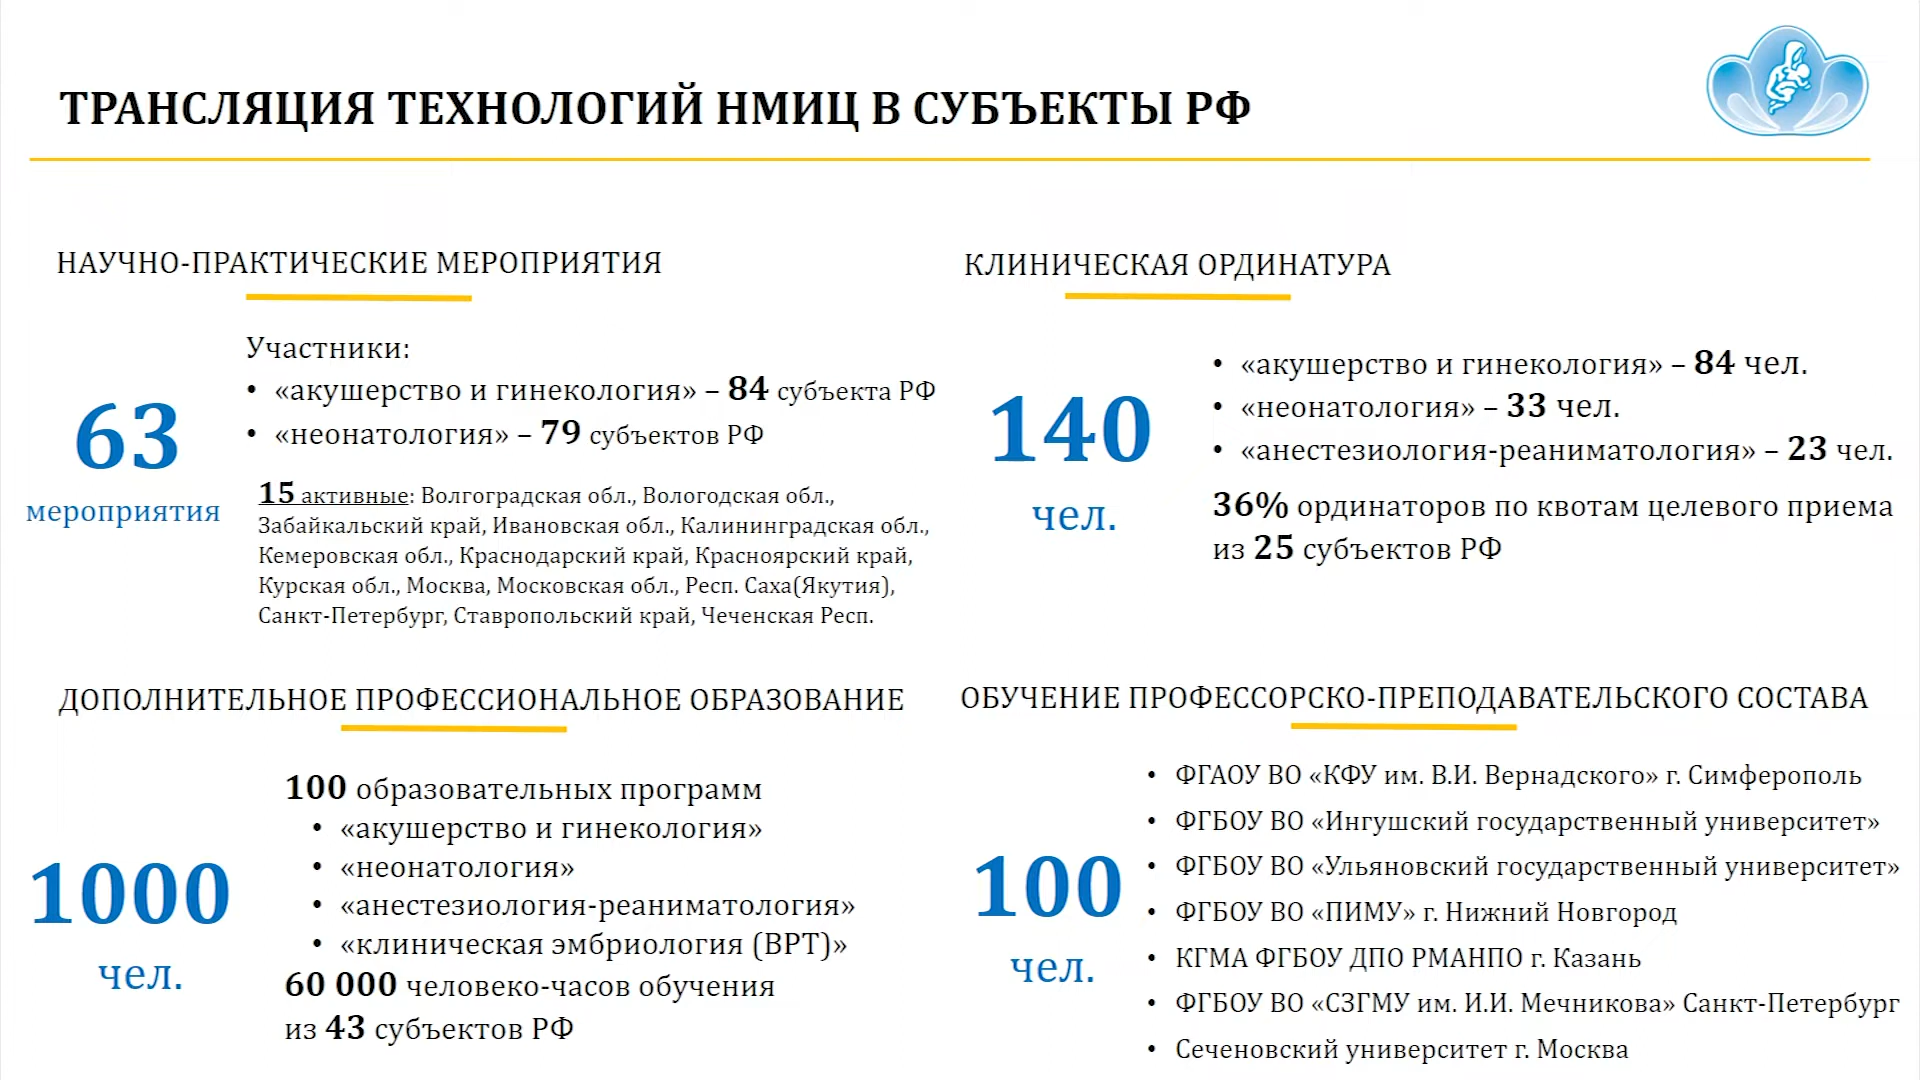 ТРАНСЛЯЦИЯ ТЕХНОЛОГИЙ НМИЦ В СУБЪЕКТЫ РФ
НАУЧНО-ПРАКТИЧЕСКИЕ МЕРОПРИЯТИЯ
63
мероприятия
Участники:
• «акушерство и гинекология» – 84 субъекта РФ
• «неонатология» – 79 субъектов РФ
15 активные: Волгоградская обл., Вологодская обл.,
Забайкальский край, Ивановская обл., Калининградская обл.,
Кемеровская обл., Краснодарский край, Красноярский край,
Курская обл., Москва, Московская обл., Респ. Саха(Якутия),
Санкт-Петербург, Ставропольский край, Чеченская Респ.
КЛИНИЧЕСКАЯ ОРДИНАТУРА
140
чел.
• «акушерство и гинекология» – 84 чел.
• «неонатология» – 33 чел.
• «анестезиология-реаниматология» – 23 чел.
36% ординаторов по квотам целевого приема
из 25 субъектов РФ
ДОПОЛНИТЕЛЬНОЕ ПРОФЕССИОНАЛЬНОЕ ОБРАЗОВАНИЕ
1000
чел.
100 образовательных программ
• «акушерство и гинекология»
• «неонатология»
• «анестезиология-реаниматология»
• «клиническая эмбриология (ВРТ)»
60 000 человеко-часов обучения
из 43 субъектов РФ
ОБУЧЕНИЕ ПРОФЕССОРСКО-ПРЕПОДАВАТЕЛЬСКОГО СОСТАВА
100
чел.
• ФГАОУ ВО «КФУ им. В.И. Вернадского» г. Симферополь
• ФГБОУ ВО «Ингушский государственный университет»
• ФГБОУ ВО «Ульяновский государственный университет»
• ФГБОУ ВО «ПИМУ» г. Нижний Новгород
• КГМА ФГБОУ ДПО РМАНПО г. Казань
• ФГБОУ ВО «СЗГМУ им. И.И. Мечникова» Санкт-Петербург
• Сеченовский университет г. Москва